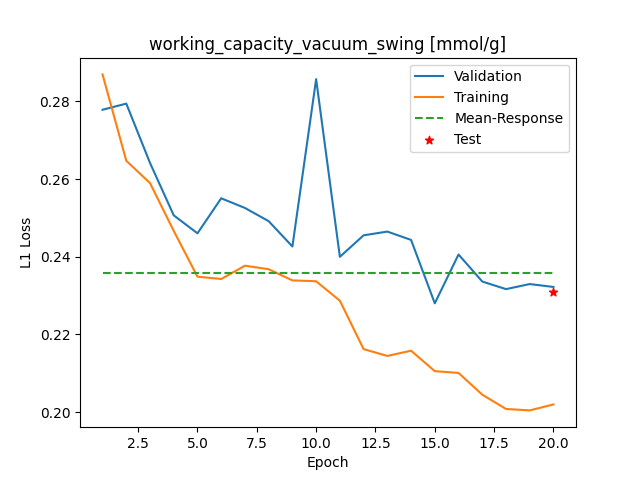 working_capacity_vacuum_swing [mmol/g]
Validation
Training
Mean-Response
Test
L1 Loss
0.28
0.26
0.24
0.22
0.20
2.5 5.0 7.5 10.0 12.5 15.0 17.5 20.0
Epoch